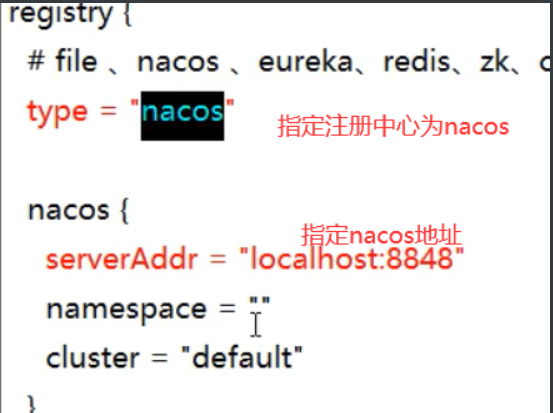 registry {
# file 、nacos 、eureka、redis、zk、
type = "nacos"
指定注册中心为nacos
nacos {
指定nacos地址
serverAddr = "localhost:8848"
namespace = ""
cluster = "default"
}